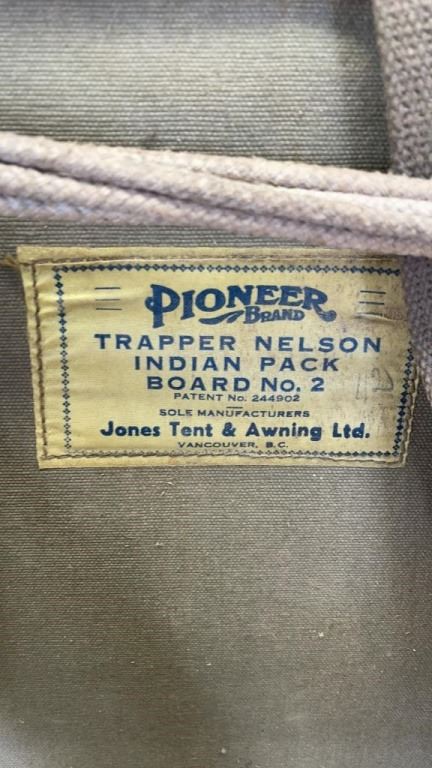 PIONEER
BRAND
TRAPPER NELSON
INDIAN PACK
BOARD No. 2
PATENT No. 244902
SOLE MANUFACTURERS
Jones Tent & Awning Ltd.
VANCOUVER, B.C.